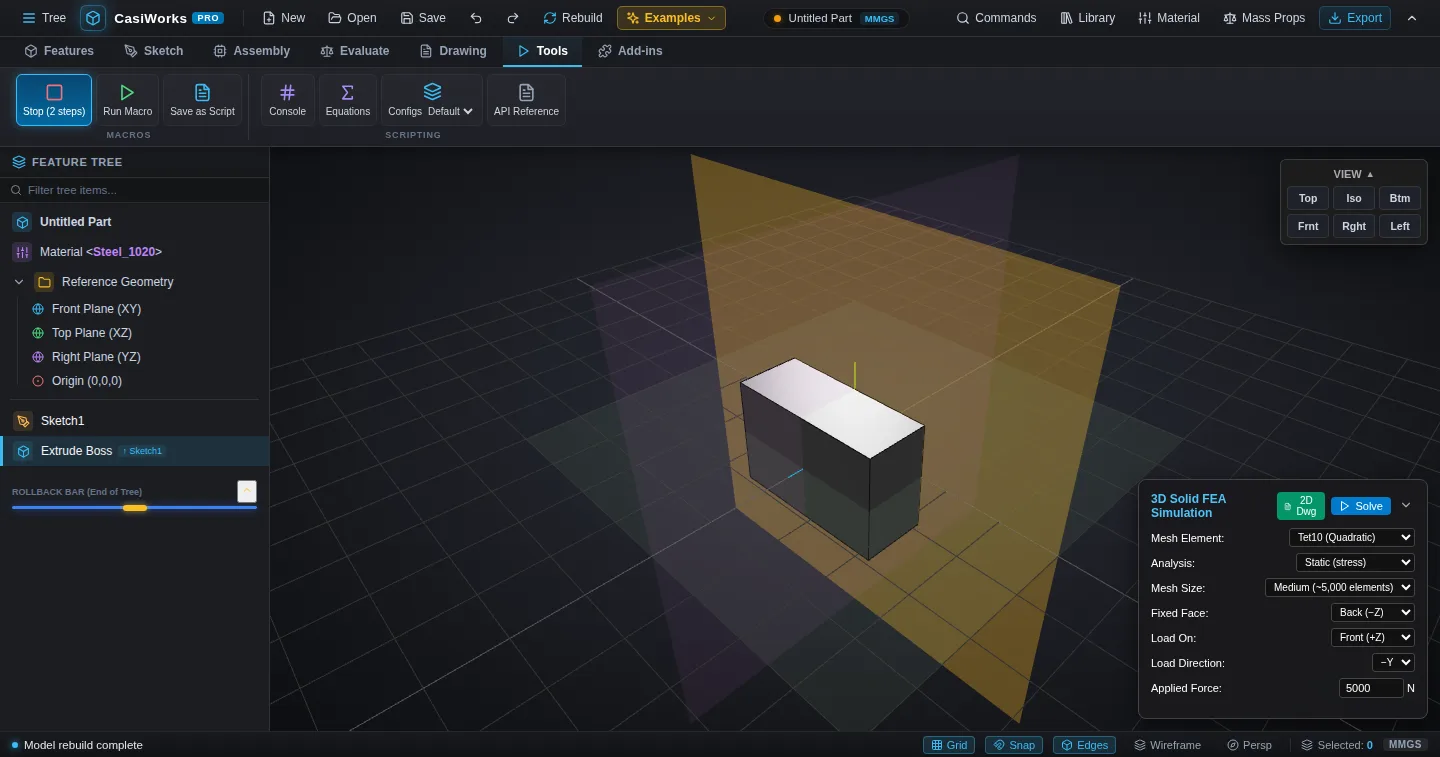 Tree
CasiWorks PRO
New
Open
Save
Rebuild
Examples
Untitled Part MMGS
Commands
Library
Material
Mass Props
Export
Features
Sketch
Assembly
Evaluate
Drawing
Tools
Add-ins
Stop (2 steps)
Run Macro
Save as Script
Console
Equations
Configs Default
API Reference
MACROS
SCRIPTING
FEATURE TREE
Filter tree items...
Untitled Part
Material <Steel_1020>
Reference Geometry
Front Plane (XY)
Top Plane (XZ)
Right Plane (YZ)
Origin (0,0,0)
Sketch1
Extrude Boss ↑ Sketch1
ROLLBACK BAR (End of Tree)
VIEW ▲
Top Iso Btm
Frnt Rght Left
3D Solid FEA
Simulation
2D
Dwg
Solve
Mesh Element: Tet10 (Quadratic)
Analysis: Static (stress)
Mesh Size: Medium (~5,000 elements)
Fixed Face: Back (−Z)
Load On: Front (+Z)
Load Direction: −Y
Applied Force: 5000 N
Model rebuild complete
Grid
Snap
Edges
Wireframe
Persp
Selected: 0
MMGS